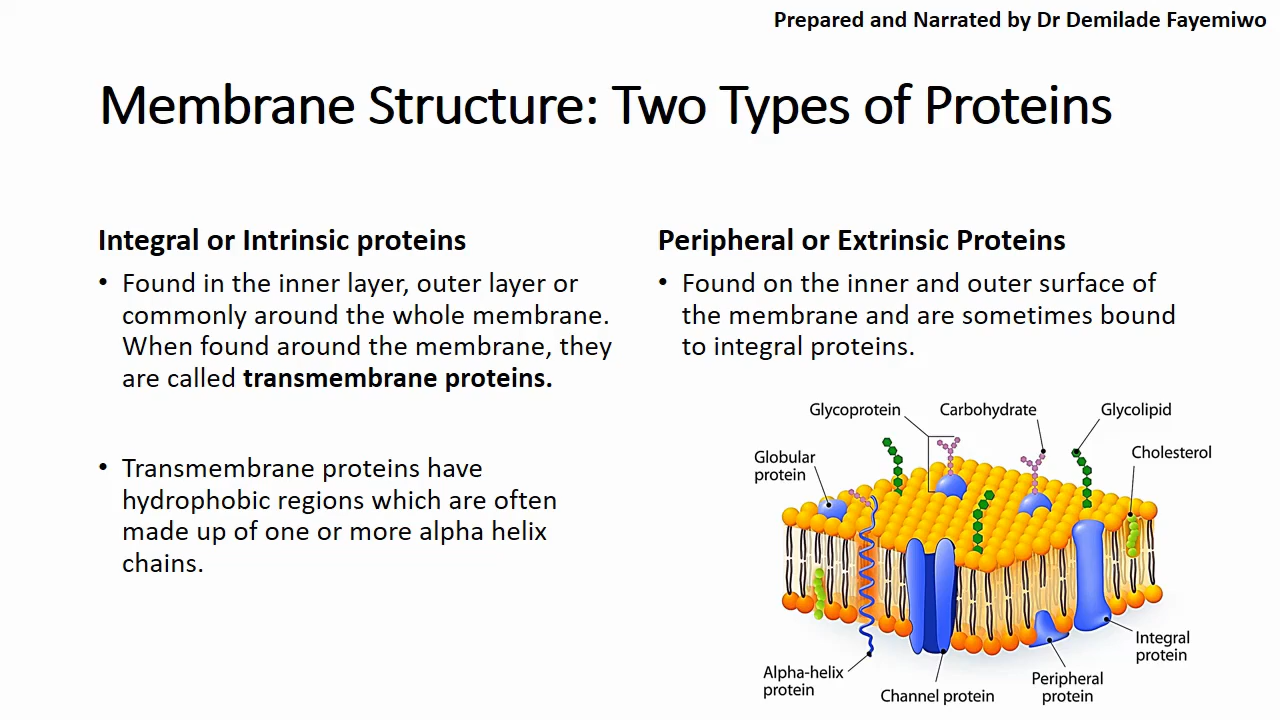 Prepared and Narrated by Dr Demilade Fayemiwo
Membrane Structure: Two Types of Proteins
Integral or Intrinsic proteins
• Found in the inner layer, outer layer or
commonly around the whole membrane.
When found around the membrane, they
are called transmembrane proteins.
• Transmembrane proteins have
hydrophobic regions which are often
made up of one or more alpha helix
chains.
Peripheral or Extrinsic Proteins
• Found on the inner and outer surface of
the membrane and are sometimes bound
to integral proteins.
Glycoprotein
Carbohydrate
Glycolipid
Globular
protein
Cholesterol
Alpha-helix
protein
Channel protein
Peripheral
protein
Integral
protein